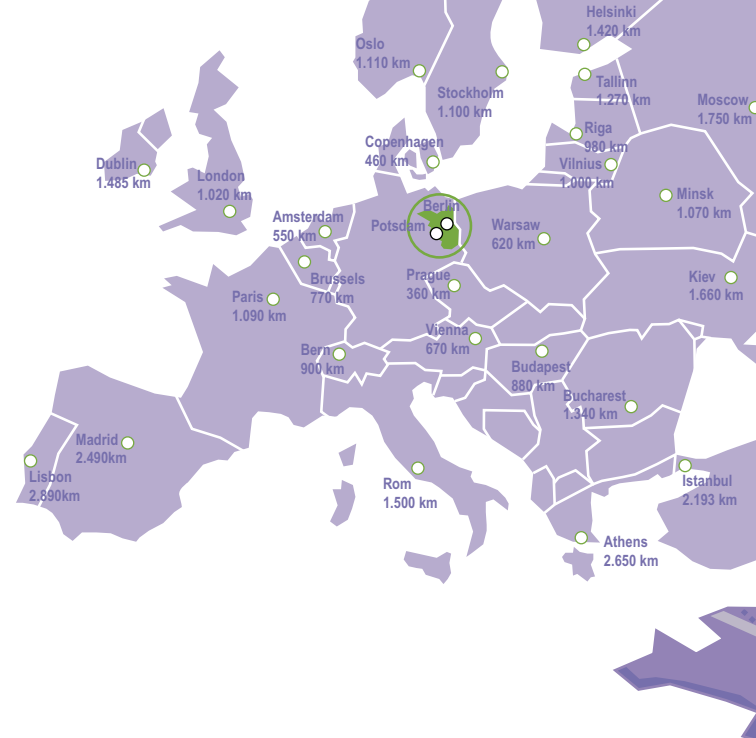 Helsinki
1.420 km
Oslo
1.110 km
Stockholm
1.100 km
Tallinn
1.270 km
Moscow
1.750 km
Riga
980 km
Copenhagen
460 km
Vilnius
1.000 km
Dublin
1.485 km
London
1.020 km
Minsk
1.070 km
Berlin
Potsdam
Amsterdam
550 km
Warsaw
620 km
Brussels
770 km
Prague
360 km
Kiev
1.660 km
Paris
1.090 km
Vienna
670 km
Bern
900 km
Budapest
880 km
Bucharest
1.340 km
Madrid
2.490km
Lisbon
2.890km
Rom
1.500 km
Istanbul
2.193 km
Athens
2.650 km